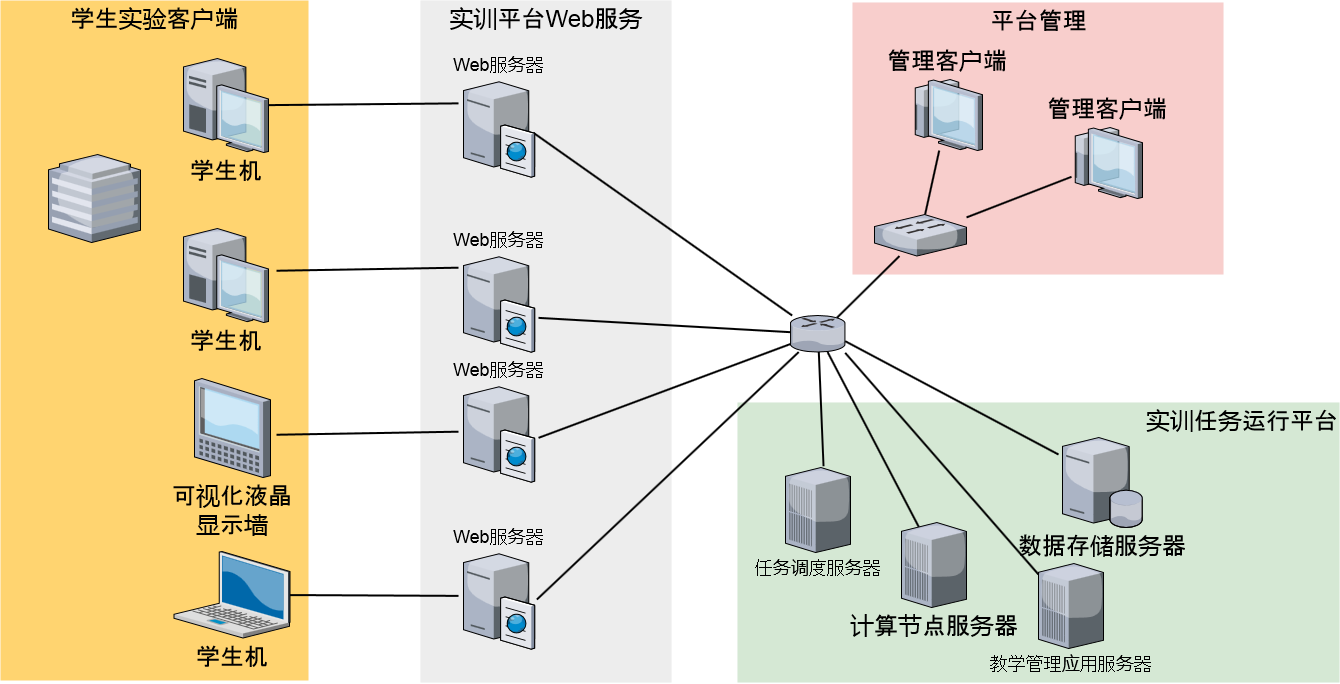 学生实验客户端
学生机
学生机
可视化液晶
显示墙
学生机
实训平台Web服务
Web服务器
Web服务器
Web服务器
Web服务器
平台管理
管理客户端
管理客户端
实训任务运行平台
数据存储服务器
任务调度服务器
计算节点服务器
教学管理应用服务器